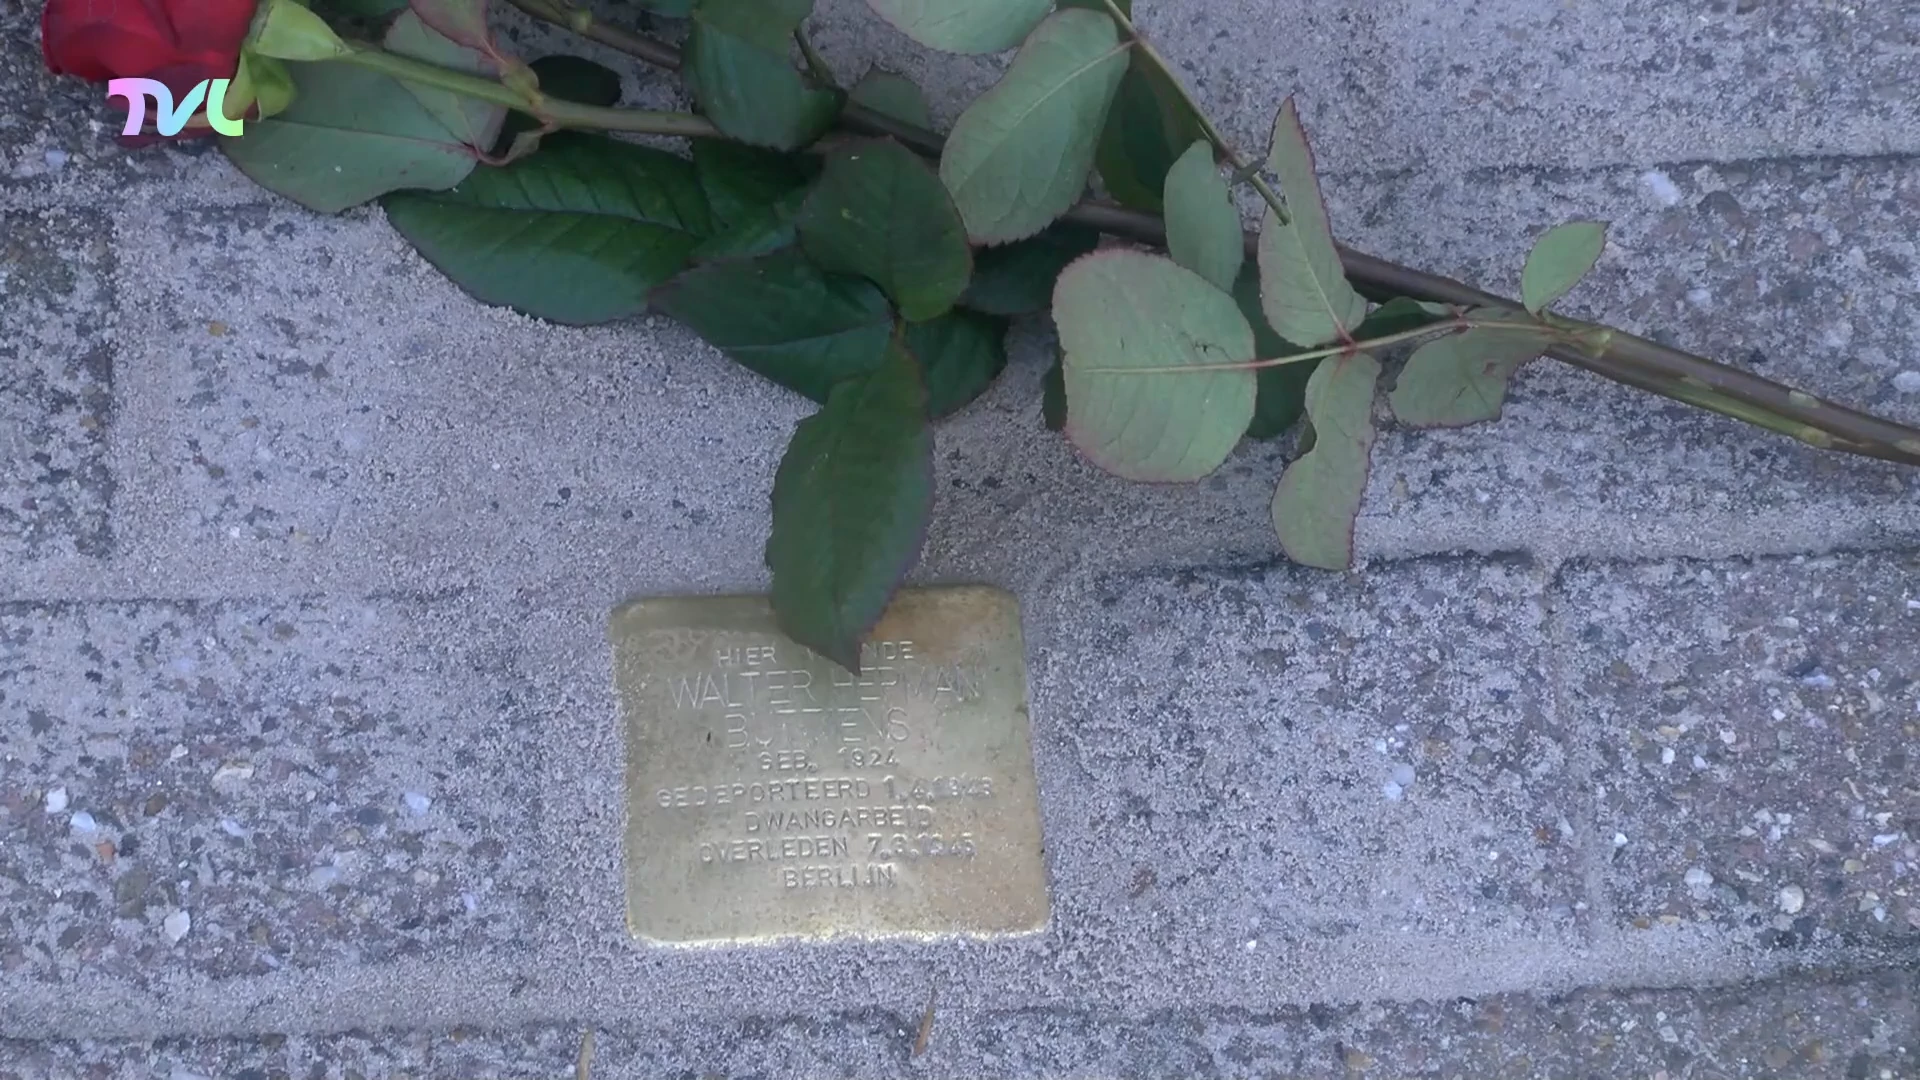 TVL
HIER
WALTER HERMAN
GEB. 1924
GEDEPORTEERD
DWANGARBEID
OVERLEDEN
BERLIJN